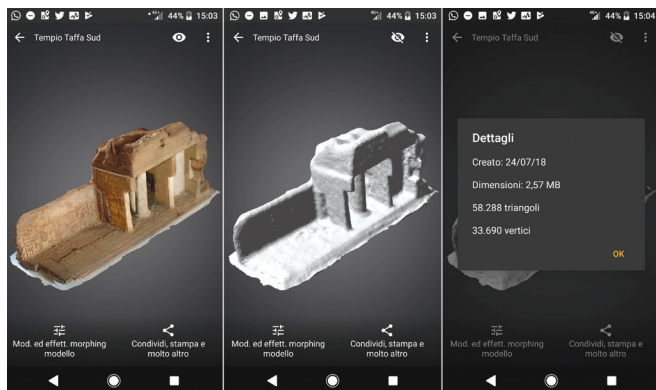 44% 15:03
Tempio Taffa Sud
Mod. ed effett. morphing
modello
Condividi, stampa e
molto altro
44% 15:03
Tempio Taffa Sud
Mod. ed effett. morphing
modello
Condividi, stampa e
molto altro
44% 15:04
Tempio Taffa Sud
Dettagli
Creato: 24/07/18
Dimensioni: 2,57 MB
58.288 triangoli
33.690 vertici
OK
Mod. ed effett. morphing
modello
Condividi, stampa e
molto altro